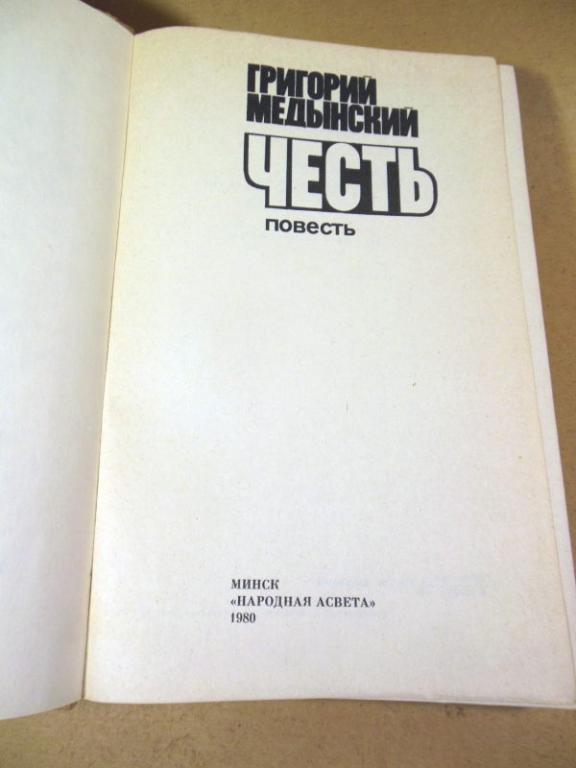 ГРИГОРИЙ
МЕДЫНСКИЙ
ЧЕСТЬ
повесть
МИНСК
«НАРОДНАЯ АСВЕТА»
1980